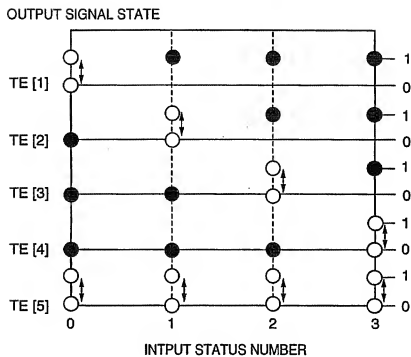 OUTPUT SIGNAL STATE
1
TE [1]
0
1
TE [2]
0
1
TE [3]
0
1
TE [4]
0
1
TE [5]
0
0 1 2 3
INTPUT STATUS NUMBER